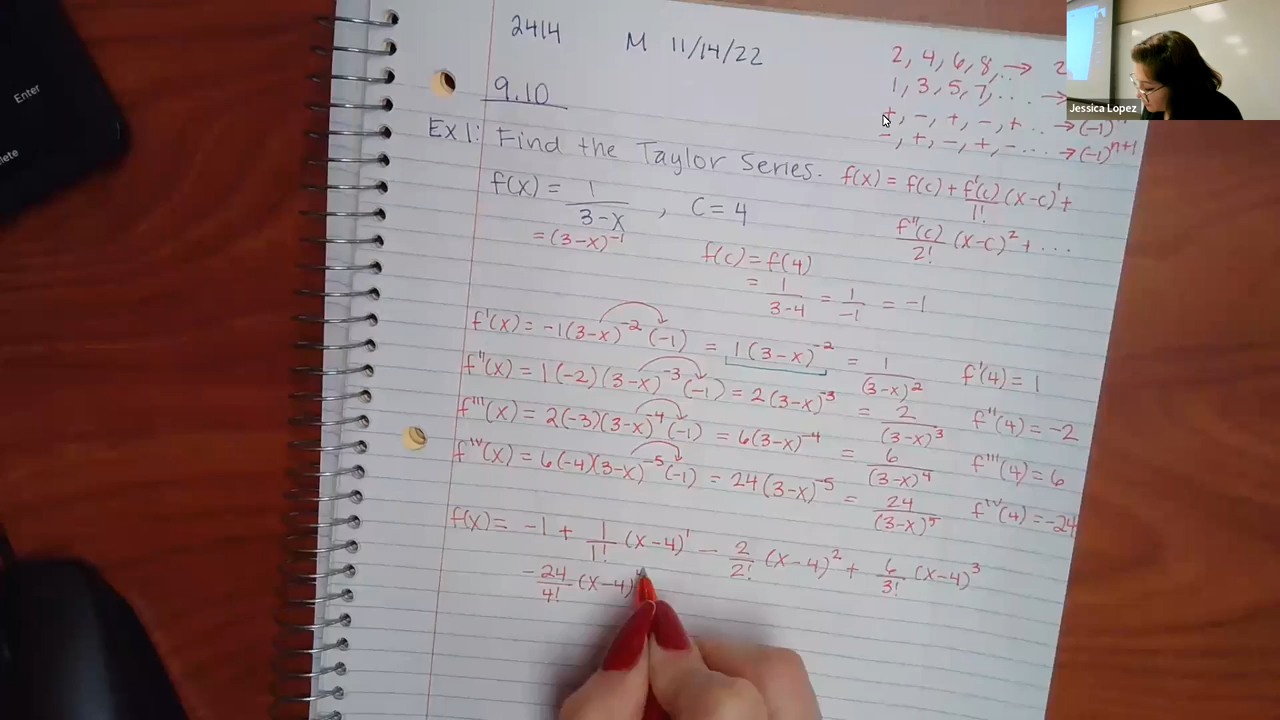 Enter
lete
2414 M 11/14/22
9.10
2, 4, 6, 8, ... → 2
1, 3, 5, 7, ... →
+, -, +, -, + ... → (-1)
-, +, -, +, - ... → (-1)^{n+1}
Jessica Lopez
Ex 1: Find the Taylor Series.
f(x) = f(c) + f'(c)/1! (x-c)^1 +
f''(c)/2! (x-c)^2 + ...
f(x) = 1/(3-x) , C = 4
= (3-x)^{-1}
f(c) = f(4)
= 1/(3-4) = 1/-1 = -1
f'(x) = -1(3-x)^{-2}(-1) = 1(3-x)^{-2} = 1/(3-x)^2 f'(4) = 1
f''(x) = 1(-2)(3-x)^{-3}(-1) = 2(3-x)^{-3} = 2/(3-x)^3 f''(4) = -2
f'''(x) = 2(-3)(3-x)^{-4}(-1) = 6(3-x)^{-4} = 6/(3-x)^4 f'''(4) = 6
f^{IV}(x) = 6(-4)(3-x)^{-5}(-1) = 24(3-x)^{-5} = 24/(3-x)^5 f^{IV}(4) = -24
f(x) = -1 + 1/1! (x-4)^1 - 2/2! (x-4)^2 + 6/3! (x-4)^3
- 24/4! (x-4)